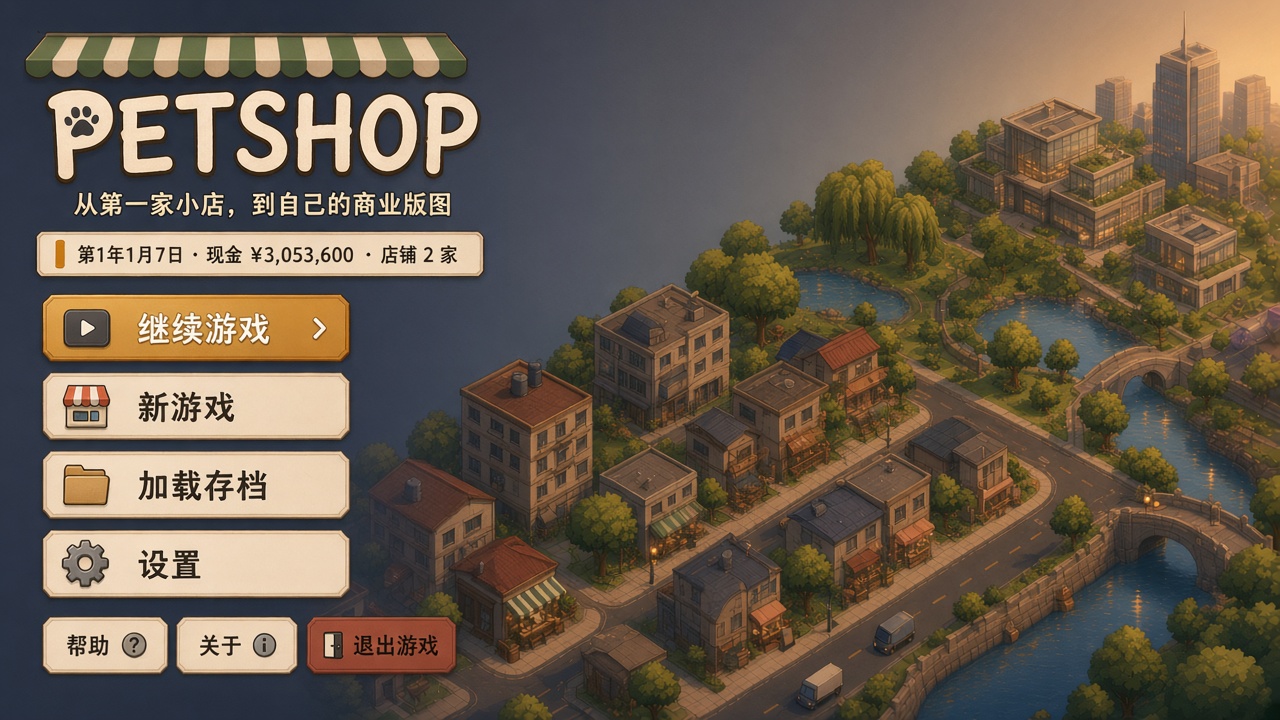 PETSHOP
从第一家小店，到自己的商业版图
第1年1月7日 · 现金 ¥3,053,600 · 店铺 2 家
继续游戏
新游戏
加载存档
设置
帮助 ?
关于 i
退出游戏